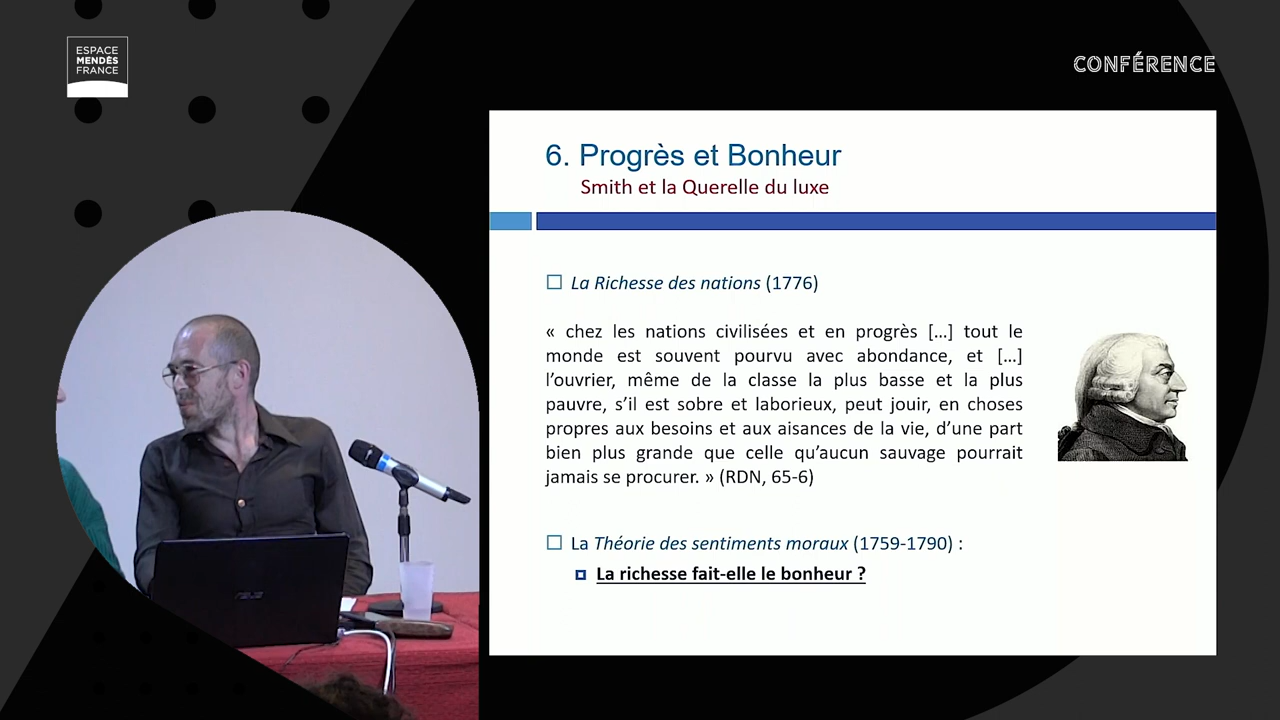 ESPACE
MENDÈS
FRANCE
CONFÉRENCE
6. Progrès et Bonheur
Smith et la Querelle du luxe
La Richesse des nations (1776)
« chez les nations civilisées et en progrès […] tout le
monde est souvent pourvu avec abondance, et […]
l’ouvrier, même de la classe la plus basse et la plus
pauvre, s’il est sobre et laborieux, peut jouir, en choses
propres aux besoins et aux aisances de la vie, d’une part
bien plus grande que celle qu’aucun sauvage pourrait
jamais se procurer. » (RDN, 65-6)
La Théorie des sentiments moraux (1759-1790) :
La richesse fait-elle le bonheur ?
ASUS